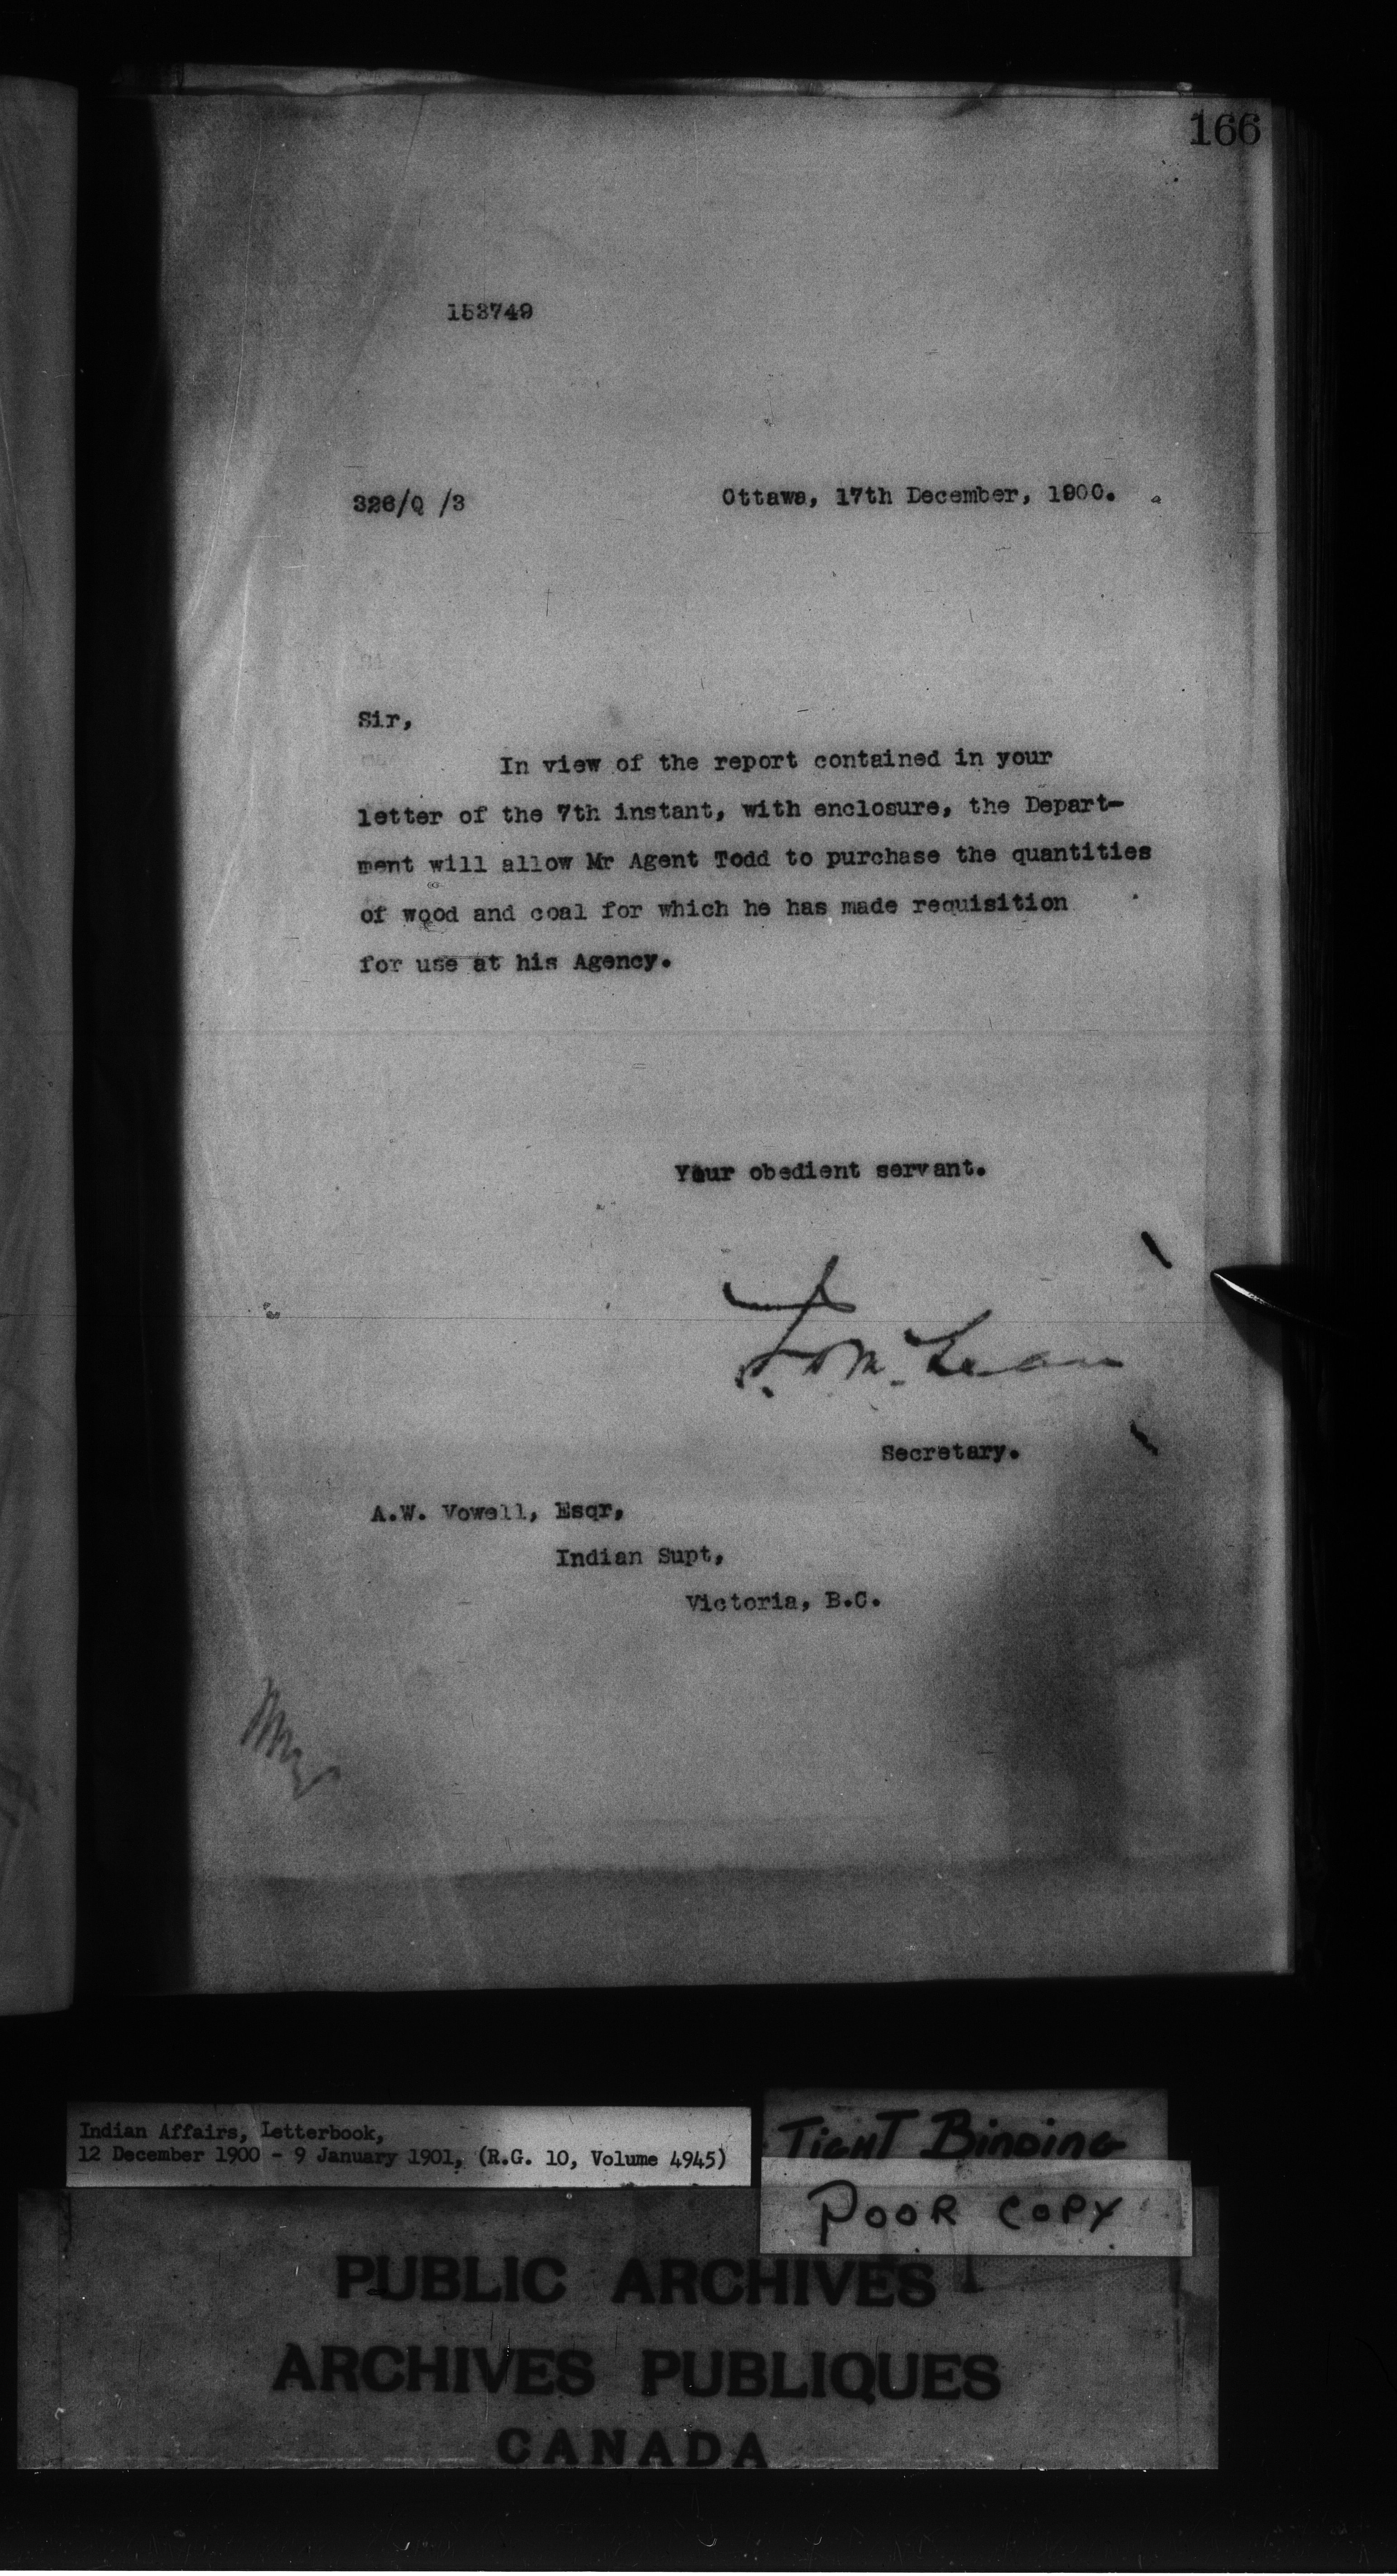 166
153749
326/Q /3 Ottawa, 17th December, 1900.
Sir,
In view of the report contained in your
letter of the 7th instant, with enclosure, the Depart-
ment will allow Mr Agent Todd to purchase the quantities
of wood and coal for which he has made requisition
for use at his Agency.
Your obedient servant.
J. D. McLean
Secretary.
A.W. Vowell, Esqr,
Indian Supt,
Victoria, B.C.
Indian Affairs, Letterbook,
12 December 1900 - 9 January 1901, (R.G. 10, Volume 4945)
TIGHT BINDING
POOR COPY
PUBLIC ARCHIVES
ARCHIVES PUBLIQUES
CANADA